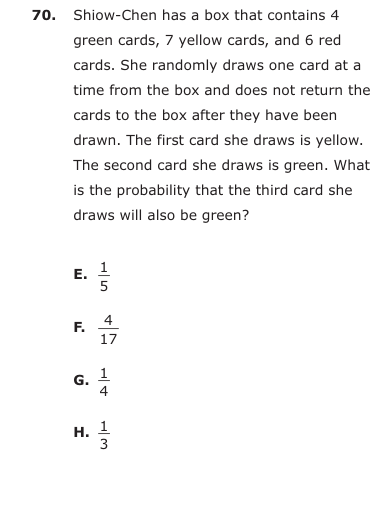 70. Shiow-Chen has a box that contains 4
green cards, 7 yellow cards, and 6 red
cards. She randomly draws one card at a
time from the box and does not return the
cards to the box after they have been
drawn. The first card she draws is yellow.
The second card she draws is green. What
is the probability that the third card she
draws will also be green?
E. 1/5
F. 4/17
G. 1/4
H. 1/3